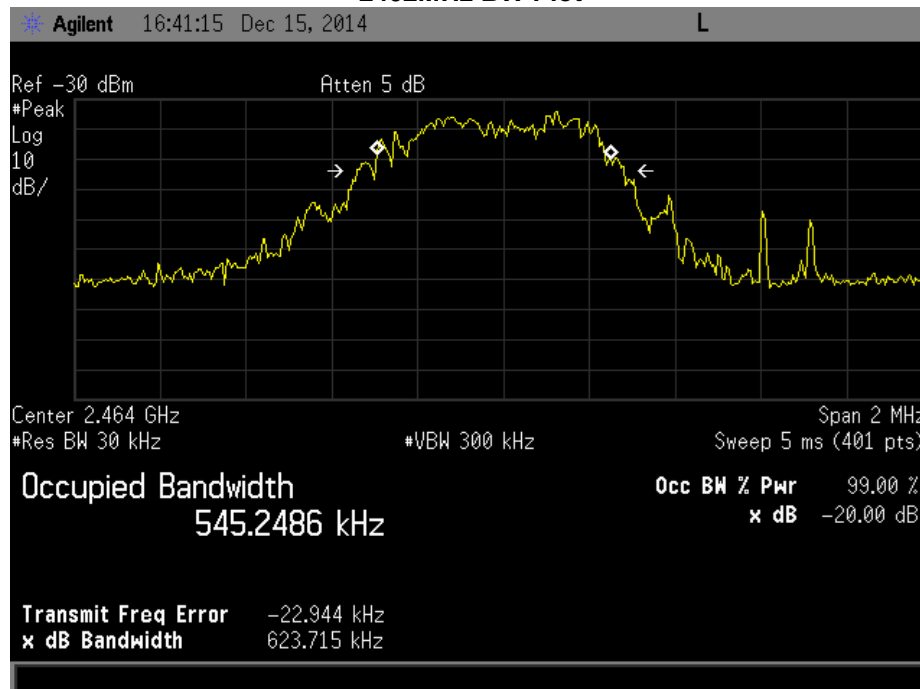 Agilent 16:41:15 Dec 15, 2014 L
Ref -30 dBm Atten 5 dB
#Peak
Log
10
dB/
Center 2.464 GHz Span 2 MHz
#Res BW 30 kHz #VBW 300 kHz Sweep 5 ms (401 pts)
Occupied Bandwidth Occ BW % Pwr 99.00 %
545.2486 kHz x dB -20.00 dB
Transmit Freq Error -22.944 kHz
x dB Bandwidth 623.715 kHz